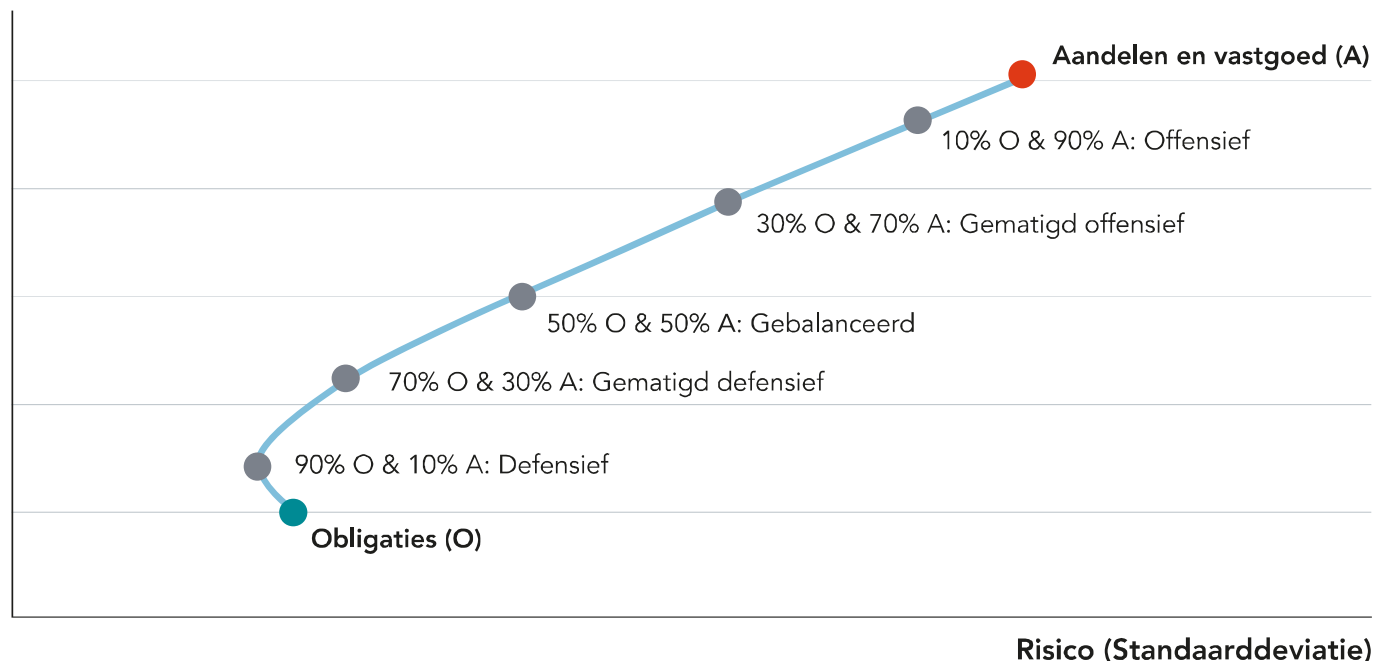 Aandelen en vastgoed (A)
10% O & 90% A: Offensief
30% O & 70% A: Gematigd offensief
50% O & 50% A: Gebalanceerd
70% O & 30% A: Gematigd defensief
90% O & 10% A: Defensief
Obligaties (O)
Risico (Standaarddeviatie)